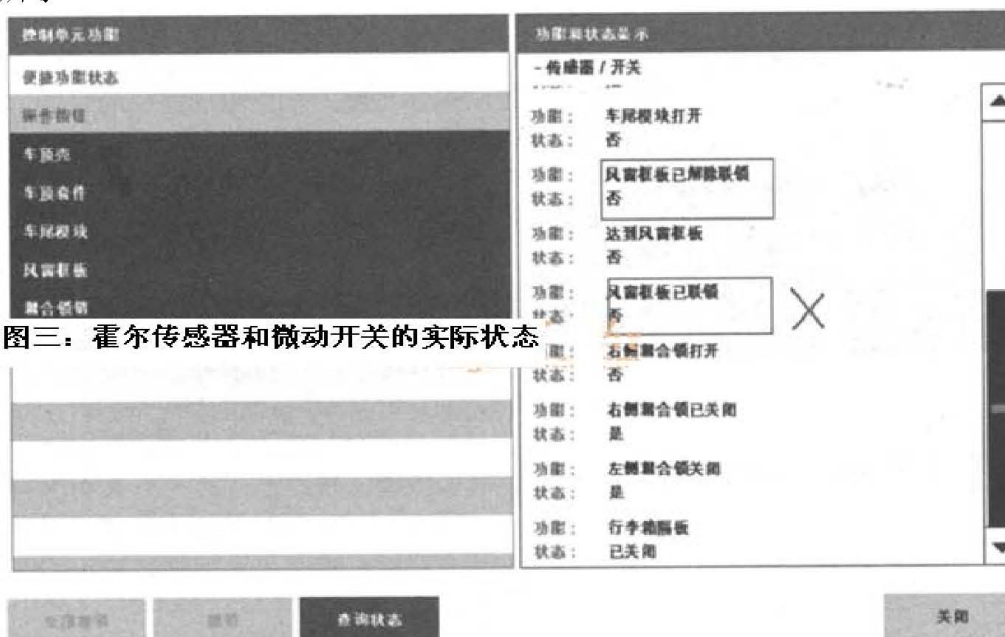 控制单元功能
便捷功能状态
操作按钮
车顶壳
车顶套件
车尾模块
风窗框板
啮合锁销
图三：霍尔传感器和微动开关的实际状态
查询状态
功能和状态显示
- 传感器 / 开关
功能： 车尾模块打开
状态： 否
功能： 风窗框板已解除联锁
状态： 否
功能： 达到风窗框板
状态： 否
功能： 风窗框板已联锁
状态： 否
功能： 右侧啮合锁打开
状态： 否
功能： 右侧啮合锁已关闭
状态： 是
功能： 左侧啮合锁关闭
状态： 是
功能： 行李箱隔板
状态： 已关闭
关闭